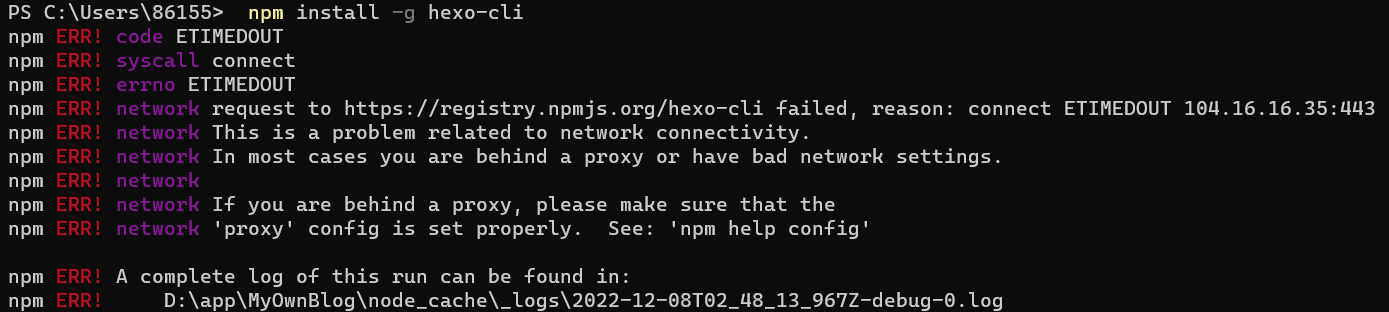 PS C:\Users\86155>  npm install -g hexo-cli
npm ERR! code ETIMEDOUT
npm ERR! syscall connect
npm ERR! errno ETIMEDOUT
npm ERR! network request to https://registry.npmjs.org/hexo-cli failed, reason: connect ETIMEDOUT 104.16.16.35:443
npm ERR! network This is a problem related to network connectivity.
npm ERR! network In most cases you are behind a proxy or have bad network settings.
npm ERR! network
npm ERR! network If you are behind a proxy, please make sure that the
npm ERR! network 'proxy' config is set properly.  See: 'npm help config'
npm ERR! A complete log of this run can be found in:
npm ERR!     D:\app\MyOwnBlog\node_cache\_logs\2022-12-08T02_48_13_967Z-debug-0.log